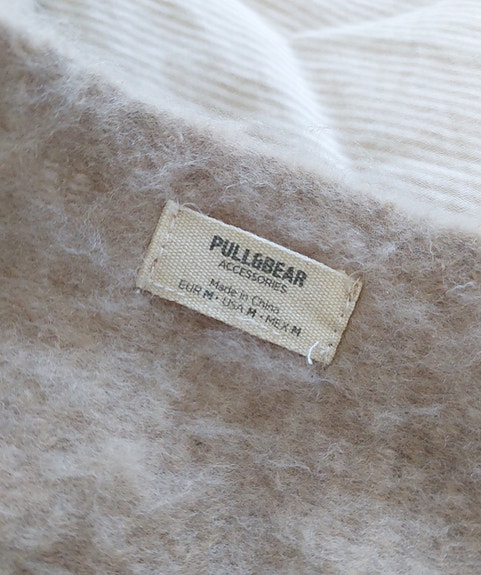 PULL&BEAR
ACCESSORIES
Made in China
EUR M · USA M · MEX M